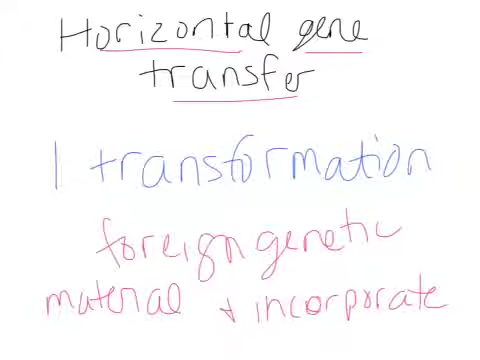 Horizontal gene
transfer
1 transformation
foreign genetic
material + incorporate